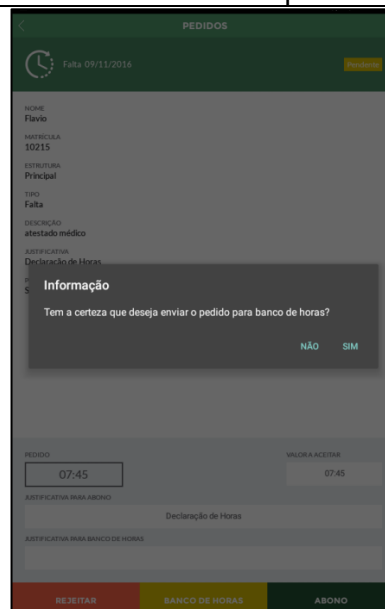 PEDIDOS
Falta 09/11/2016
Pendente
NOME
Flavio
MATRÍCULA
10215
ESTRUTURA
Principal
TIPO
Falta
DESCRIÇÃO
atestado médico
JUSTIFICATIVA
Declaração de Horas
Informação
Tem a certeza que deseja enviar o pedido para banco de horas?
NÃO SIM
PEDIDO VALOR A ACEITAR
07:45 07:45
JUSTIFICATIVA PARA ABONO
Declaração de Horas
JUSTIFICATIVA PARA BANCO DE HORAS
REJEITAR BANCO DE HORAS ABONO